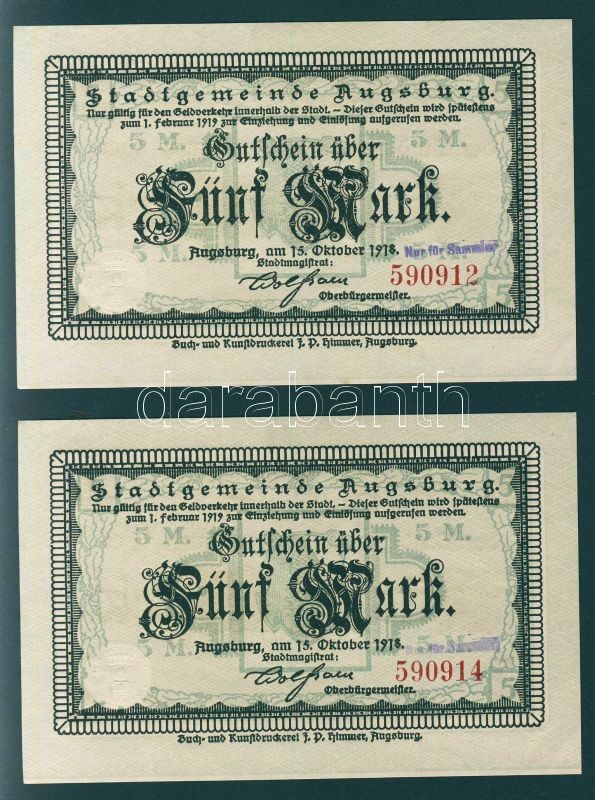 Stadtgemeinde Augsburg.
Nur gültig für den Geldverkehr innerhalb der Stadt. – Dieser Gutschein wird spätestens
zum 1. Februar 1919 zur Einziehung und Einlösung aufgerufen werden.
5 M. 5 M.
Gutschein über
Fünf Mark.
Augsburg, am 15. Oktober 1918.
Nur für Sammler
Stadtmagistrat:
590912
Oberbürgermeister.
Buch- und Kunstdruckerei J. P. Himmer, Augsburg.
darabanth
Stadtgemeinde Augsburg.
Nur gültig für den Geldverkehr innerhalb der Stadt. – Dieser Gutschein wird spätestens
zum 1. Februar 1919 zur Einziehung und Einlösung aufgerufen werden.
5 M. 5 M.
Gutschein über
Fünf Mark.
Augsburg, am 15. Oktober 1918.
Nur für Sammler
Stadtmagistrat:
590914
Oberbürgermeister.
Buch- und Kunstdruckerei J. P. Himmer, Augsburg.